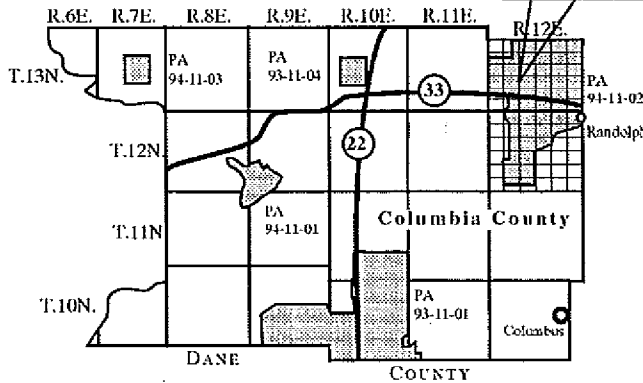 R.6E. R.7E. R.8E. R.9E. R.10E. R.11E. R.12E.
T.13N.
PA
94-11-03
PA
93-11-04
33
PA
94-11-02
Randolph
T.12N.
22
PA
94-11-01
Columbia County
T.11N
T.10N.
PA
93-11-01
Columbus
DANE
COUNTY